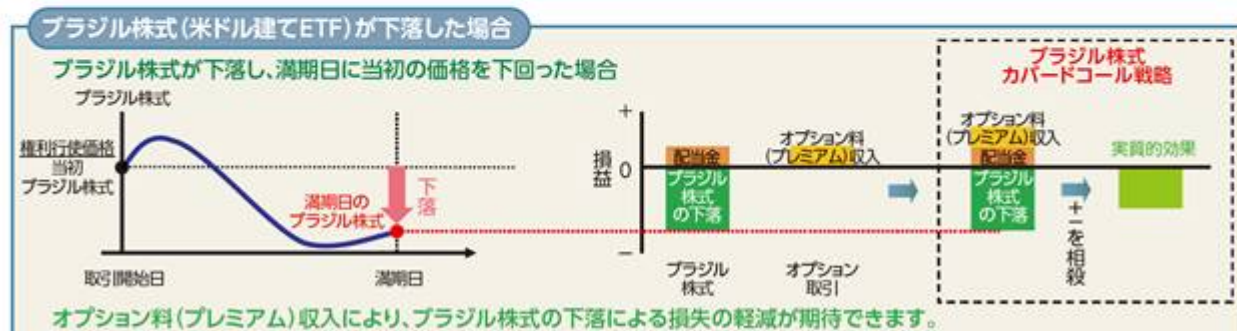 ブラジル株式(米ドル建てETF)が下落した場合
ブラジル株式が下落し、満期日に当初の価格を下回った場合
ブラジル株式
権利行使価格
当初
ブラジル株式
満期日の
ブラジル株式
下落
取引開始日
満期日
+
損益
0
−
配当金
ブラジル
株式
の下落
オプション料
(プレミアム)収入
ブラジル
株式
オプション
取引
ブラジル株式
カバードコール戦略
オプション料
(プレミアム)収入
配当金
ブラジル
株式
の下落
+−を相殺
実質的効果
オプション料(プレミアム)収入により、ブラジル株式の下落による損失の軽減が期待できます。